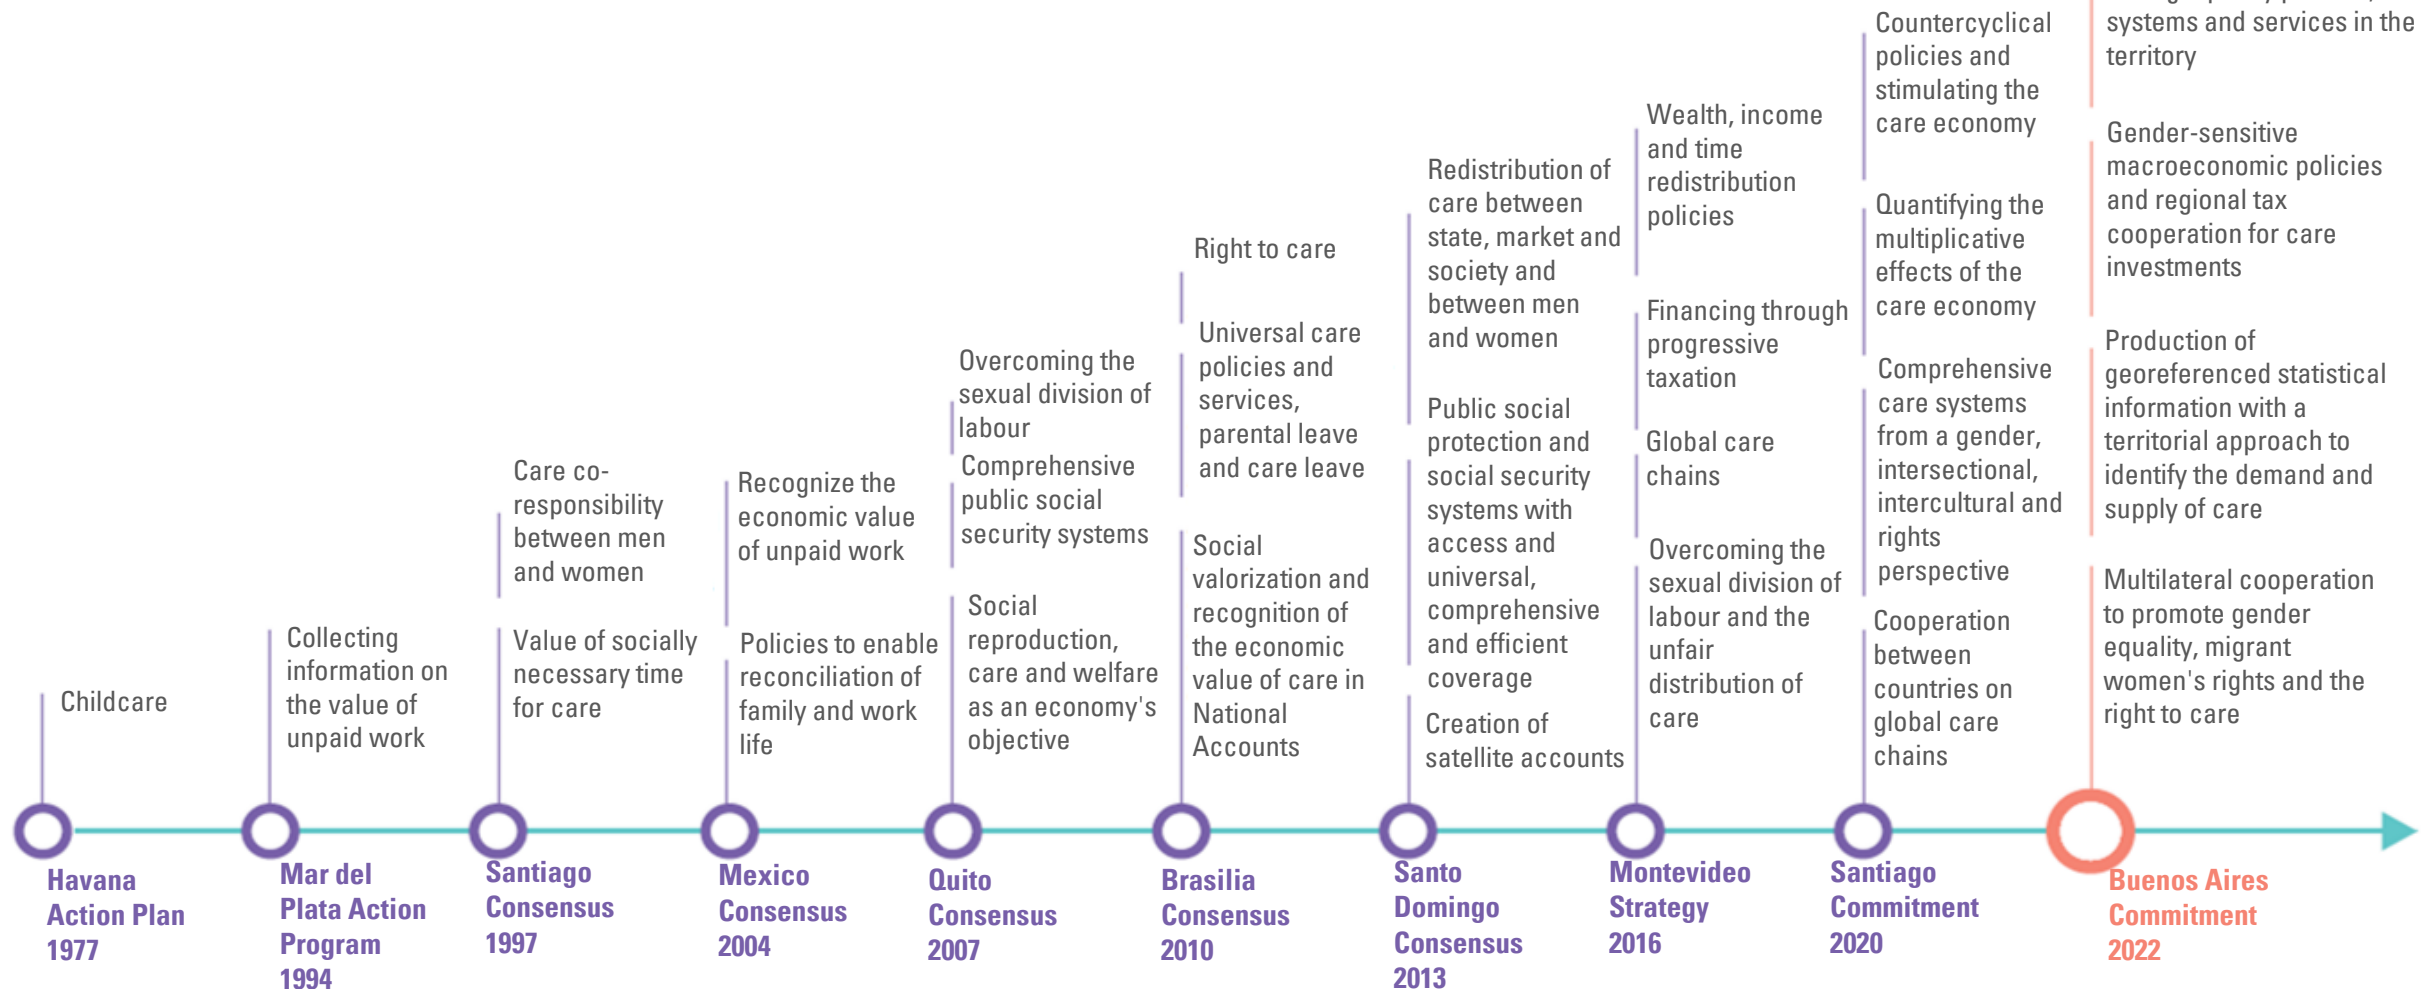 Childcare
Havana
Action Plan
1977
Collecting
information on
the value of
unpaid work
Mar del
Plata Action
Program
1994
Care co-
responsibility
between men
and women
Value of socially
necessary time
for care
Santiago
Consensus
1997
Recognize the
economic value
of unpaid work
Policies to enable
reconciliation of
family and work
life
Mexico
Consensus
2004
Overcoming the
sexual division of
labour
Comprehensive
public social
security systems
Social
reproduction,
care and welfare
as an economy's
objective
Quito
Consensus
2007
Right to care
Universal care
policies and
services,
parental leave
and care leave
Social
valorization and
recognition of
the economic
value of care in
National
Accounts
Brasilia
Consensus
2010
Redistribution of
care between
state, market and
society and
between men
and women
Public social
protection and
social security
systems with
access and
universal,
comprehensive
and efficient
coverage
Creation of
satellite accounts
Santo
Domingo
Consensus
2013
Wealth, income
and time
redistribution
policies
Financing through
progressive
taxation
Global care
chains
Overcoming the
sexual division of
labour and the
unfair
distribution of
care
Montevideo
Strategy
2016
Countercyclical
policies and
stimulating the
care economy
Quantifying the
multiplicative
effects of the
care economy
Comprehensive
care systems
from a gender,
intersectional,
intercultural and
rights
perspective
Cooperation
between
countries on
global care
chains
Santiago
Commitment
2020
systems and services in the
territory
Gender-sensitive
macroeconomic policies
and regional tax
cooperation for care
investments
Production of
georeferenced statistical
information with a
territorial approach to
identify the demand and
supply of care
Multilateral cooperation
to promote gender
equality, migrant
women's rights and the
right to care
Buenos Aires
Commitment
2022